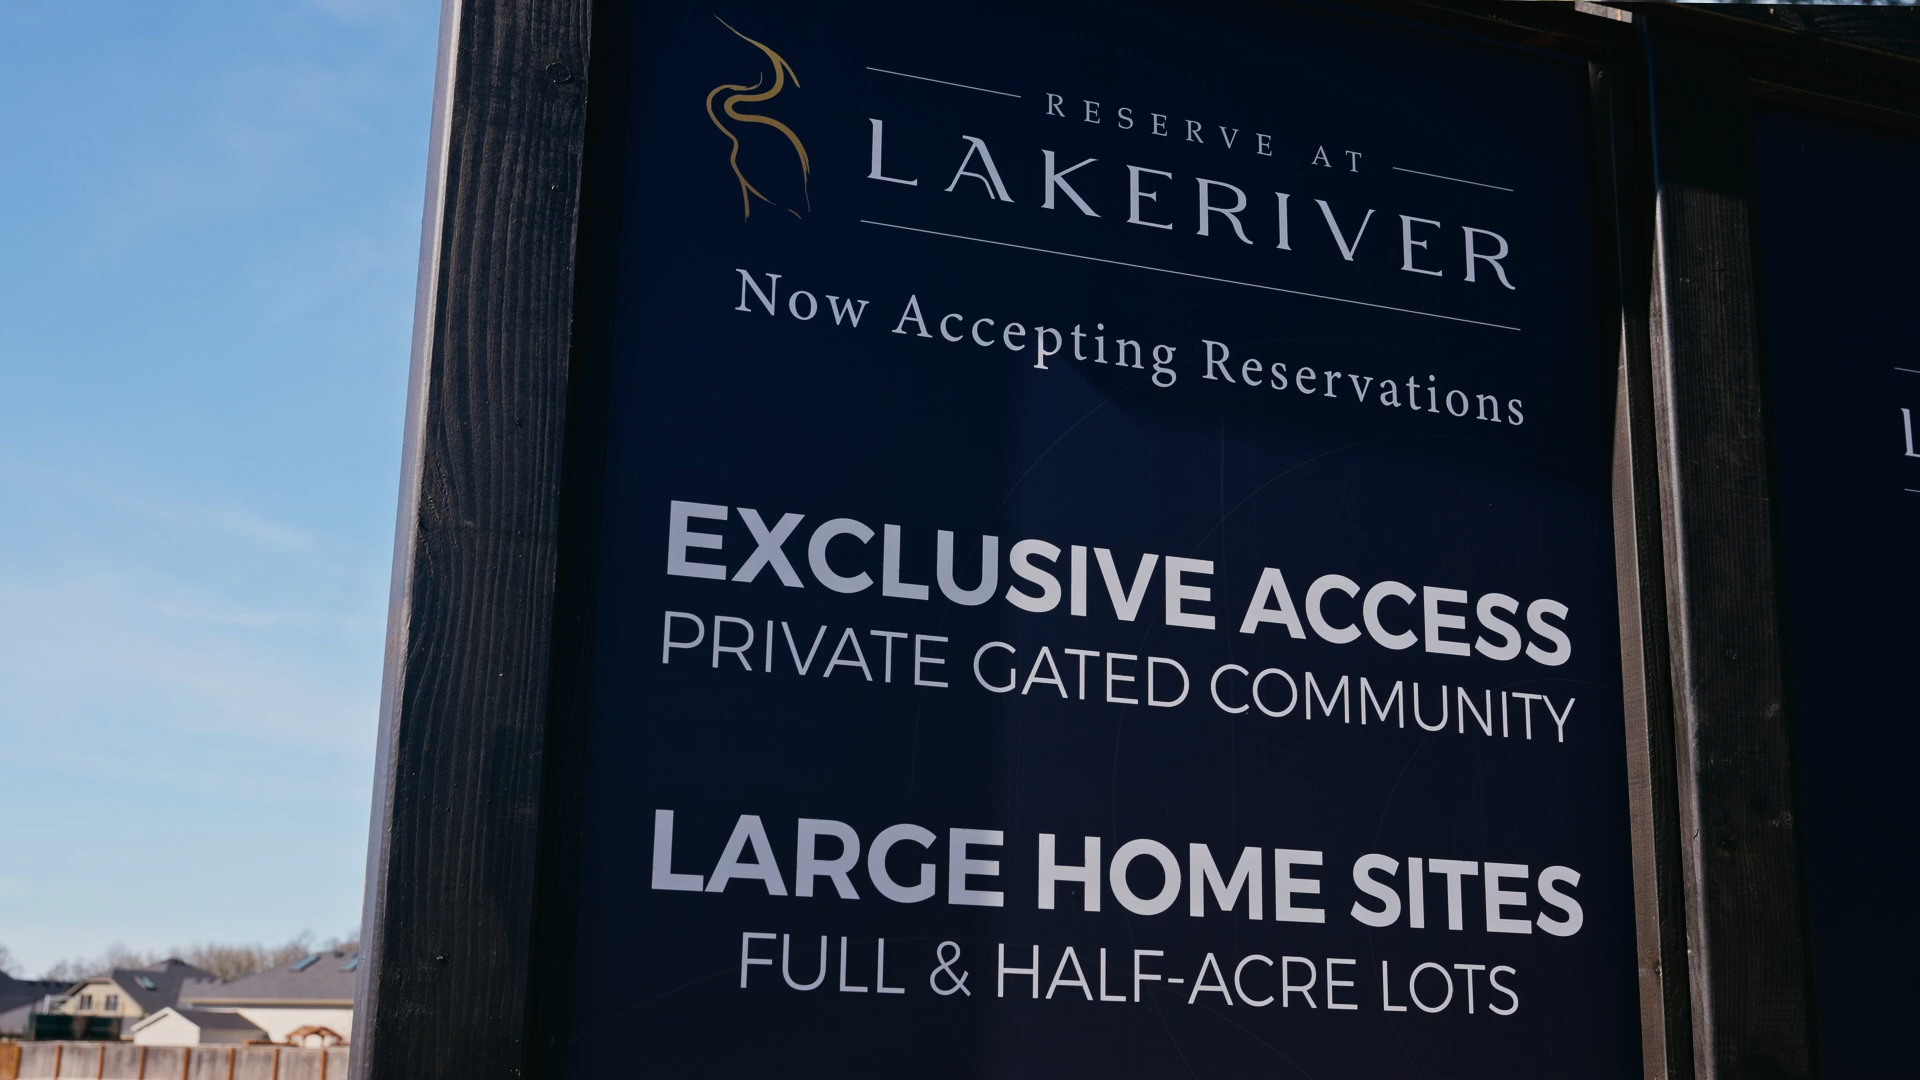 RESERVE AT
LAKERIVER
Now Accepting Reservations
EXCLUSIVE ACCESS
PRIVATE GATED COMMUNITY
LARGE HOME SITES
FULL & HALF-ACRE LOTS